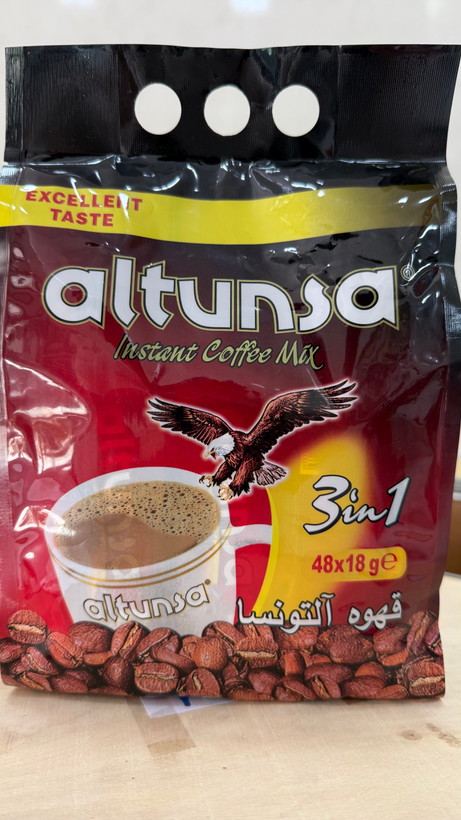 EXCELLENT
TASTE
altunsa®
Instant Coffee Mix
3in1
48x18 g℮
altunsa®
قهوه آلتونسا